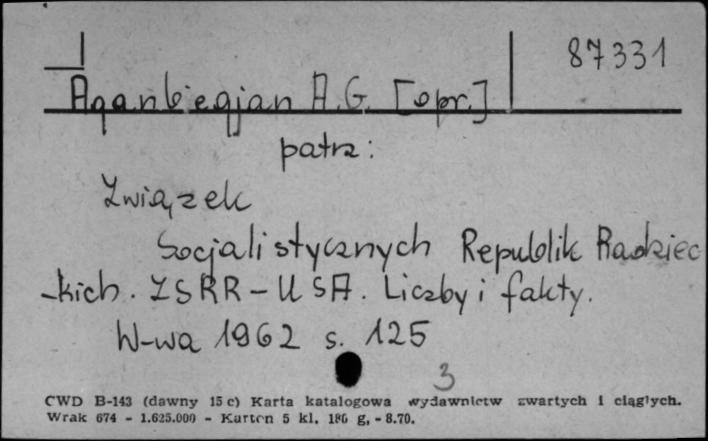 87331
Aganbiegjan A.G. [opr.]
patrz:
Związek
Socjalistycznych Republik Radziec
-kich. ZSRR – USA. Liczby i fakty.
W-wa 1962 s. 125
3
CWD B-143 (dawny 15 c) Karta katalogowa wydawnictw zwartych i ciągłych.
Wrak 674 – 1.625.000 – Karton 5 kl. 180 g, – 8.70.